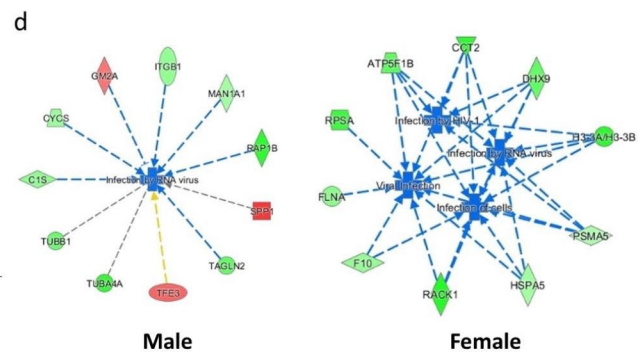 d
GM2A
ITGB1
MAN1A1
CYCS
RAP1B
C1S
Infection by RNA virus
SPP1
TUBB1
TUBA4A
TFE3
TAGLN2
Male
CCT2
ATP5F1B
DHX9
RPSA
Infection by HIV-1
H3-3A/H3-3B
Infection by RNA virus
Viral Infection
FLNA
Infection of cells
PSMA5
F10
RACK1
HSPA5
Female